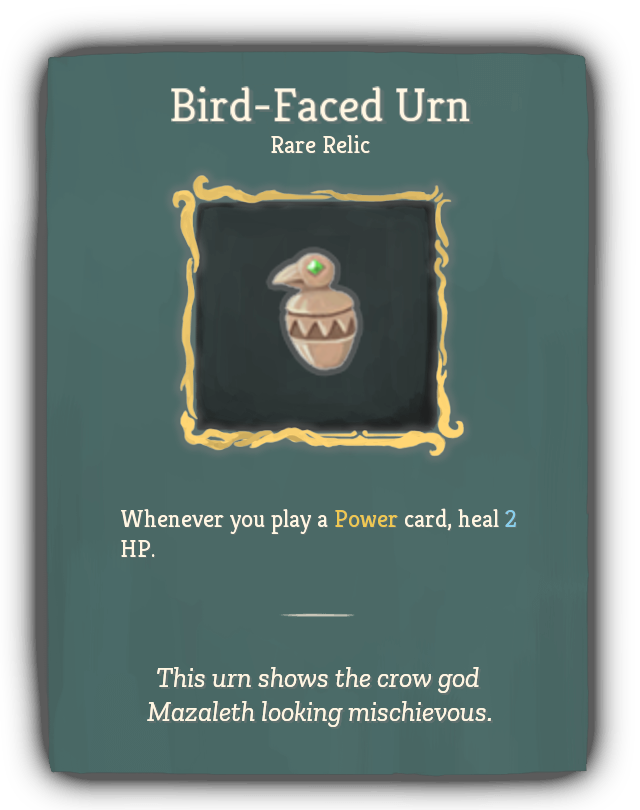 Bird-Faced Urn
Rare Relic
Whenever you play a Power card, heal 2
HP.
This urn shows the crow god
Mazaleth looking mischievous.